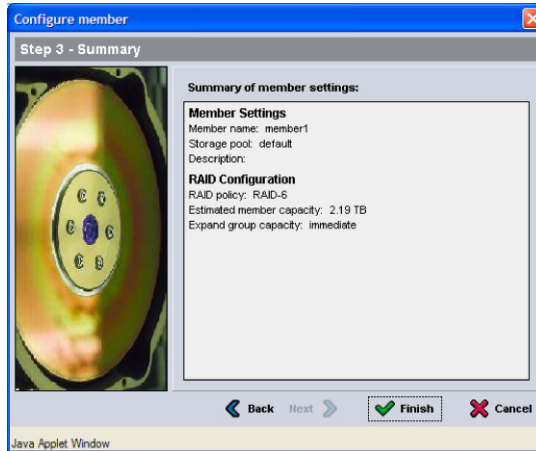 Configure member
Step 3 - Summary
Summary of member settings:
Member Settings
Member name: member1
Storage pool: default
Description:
RAID Configuration
RAID policy: RAID-6
Estimated member capacity: 2.19 TB
Expand group capacity: immediate
Back Next Finish Cancel
Java Applet Window